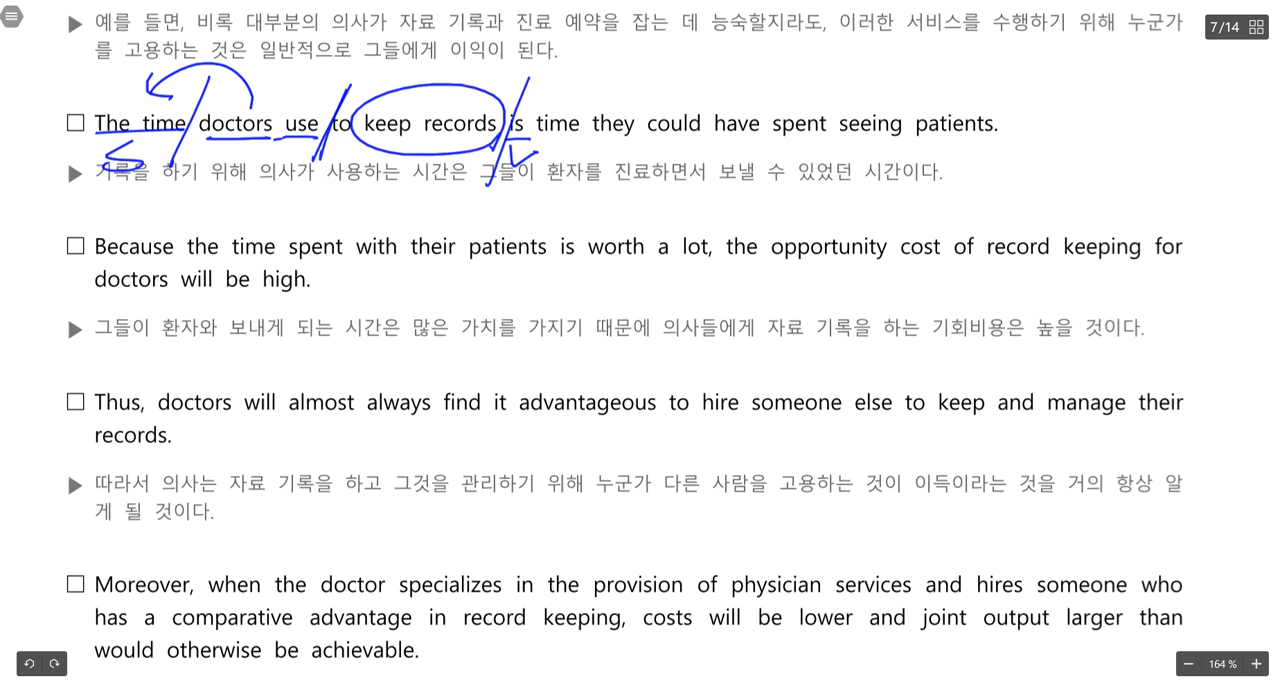 ▶ 예를 들면, 비록 대부분의 의사가 자료 기록과 진료 예약을 잡는 데 능숙할지라도, 이러한 서비스를 수행하기 위해 누군가
를 고용하는 것은 일반적으로 그들에게 이익이 된다.
7/14
☐ The time doctors use to keep records is time they could have spent seeing patients.
S V
▶ 기록을 하기 위해 의사가 사용하는 시간은 그들이 환자를 진료하면서 보낼 수 있었던 시간이다.
☐ Because the time spent with their patients is worth a lot, the opportunity cost of record keeping for
doctors will be high.
▶ 그들이 환자와 보내게 되는 시간은 많은 가치를 가지기 때문에 의사들에게 자료 기록을 하는 기회비용은 높을 것이다.
☐ Thus, doctors will almost always find it advantageous to hire someone else to keep and manage their
records.
▶ 따라서 의사는 자료 기록을 하고 그것을 관리하기 위해 누군가 다른 사람을 고용하는 것이 이득이라는 것을 거의 항상 알
게 될 것이다.
☐ Moreover, when the doctor specializes in the provision of physician services and hires someone who
has a comparative advantage in record keeping, costs will be lower and joint output larger than
would otherwise be achievable.
164 %